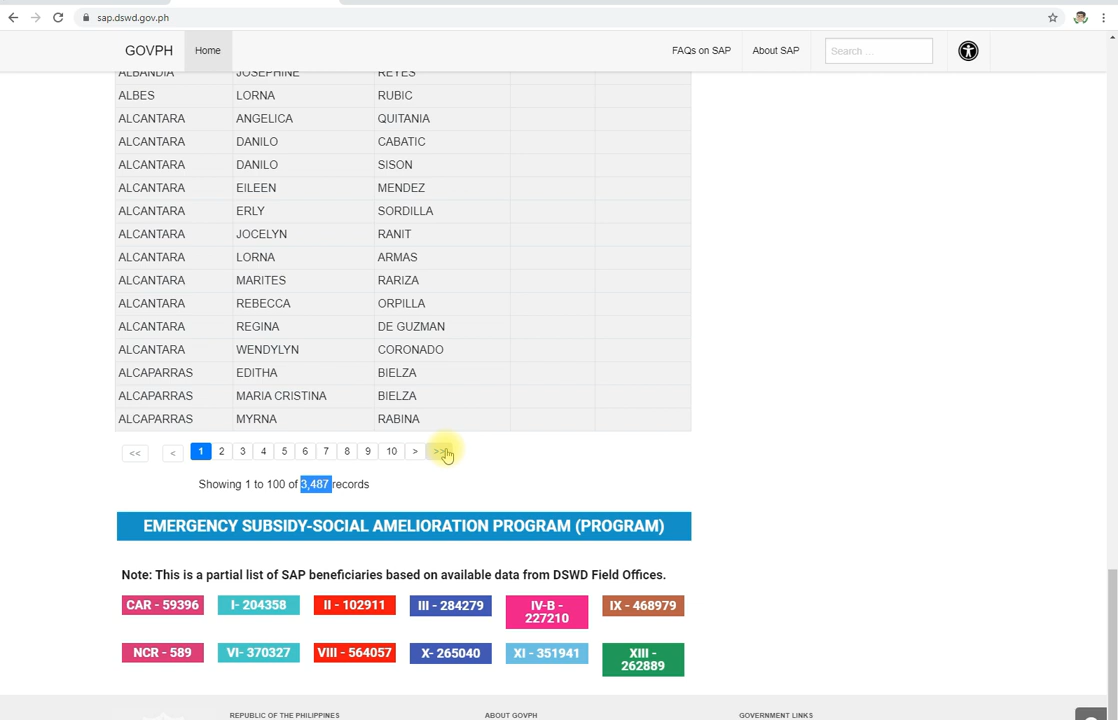 sap.dswd.gov.ph
GOVPH Home FAQs on SAP About SAP Search ...
ALBANDIA JOSEPHINE REYES
ALBES LORNA RUBIC
ALCANTARA ANGELICA QUITANIA
ALCANTARA DANILO CABATIC
ALCANTARA DANILO SISON
ALCANTARA EILEEN MENDEZ
ALCANTARA ERLY SORDILLA
ALCANTARA JOCELYN RANIT
ALCANTARA LORNA ARMAS
ALCANTARA MARITES RARIZA
ALCANTARA REBECCA ORPILLA
ALCANTARA REGINA DE GUZMAN
ALCANTARA WENDYLYN CORONADO
ALCAPARRAS EDITHA BIELZA
ALCAPARRAS MARIA CRISTINA BIELZA
ALCAPARRAS MYRNA RABINA
<< < 1 2 3 4 5 6 7 8 9 10 > >>
Showing 1 to 100 of 3,487 records
EMERGENCY SUBSIDY-SOCIAL AMELIORATION PROGRAM (PROGRAM)
Note: This is a partial list of SAP beneficiaries based on available data from DSWD Field Offices.
CAR - 59396 I- 204358 II - 102911 III - 284279 IV-B - 227210 IX - 468979
NCR - 589 VI- 370327 VIII - 564057 X- 265040 XI - 351941 XIII - 262889
REPUBLIC OF THE PHILIPPINES ABOUT GOVPH GOVERNMENT LINKS